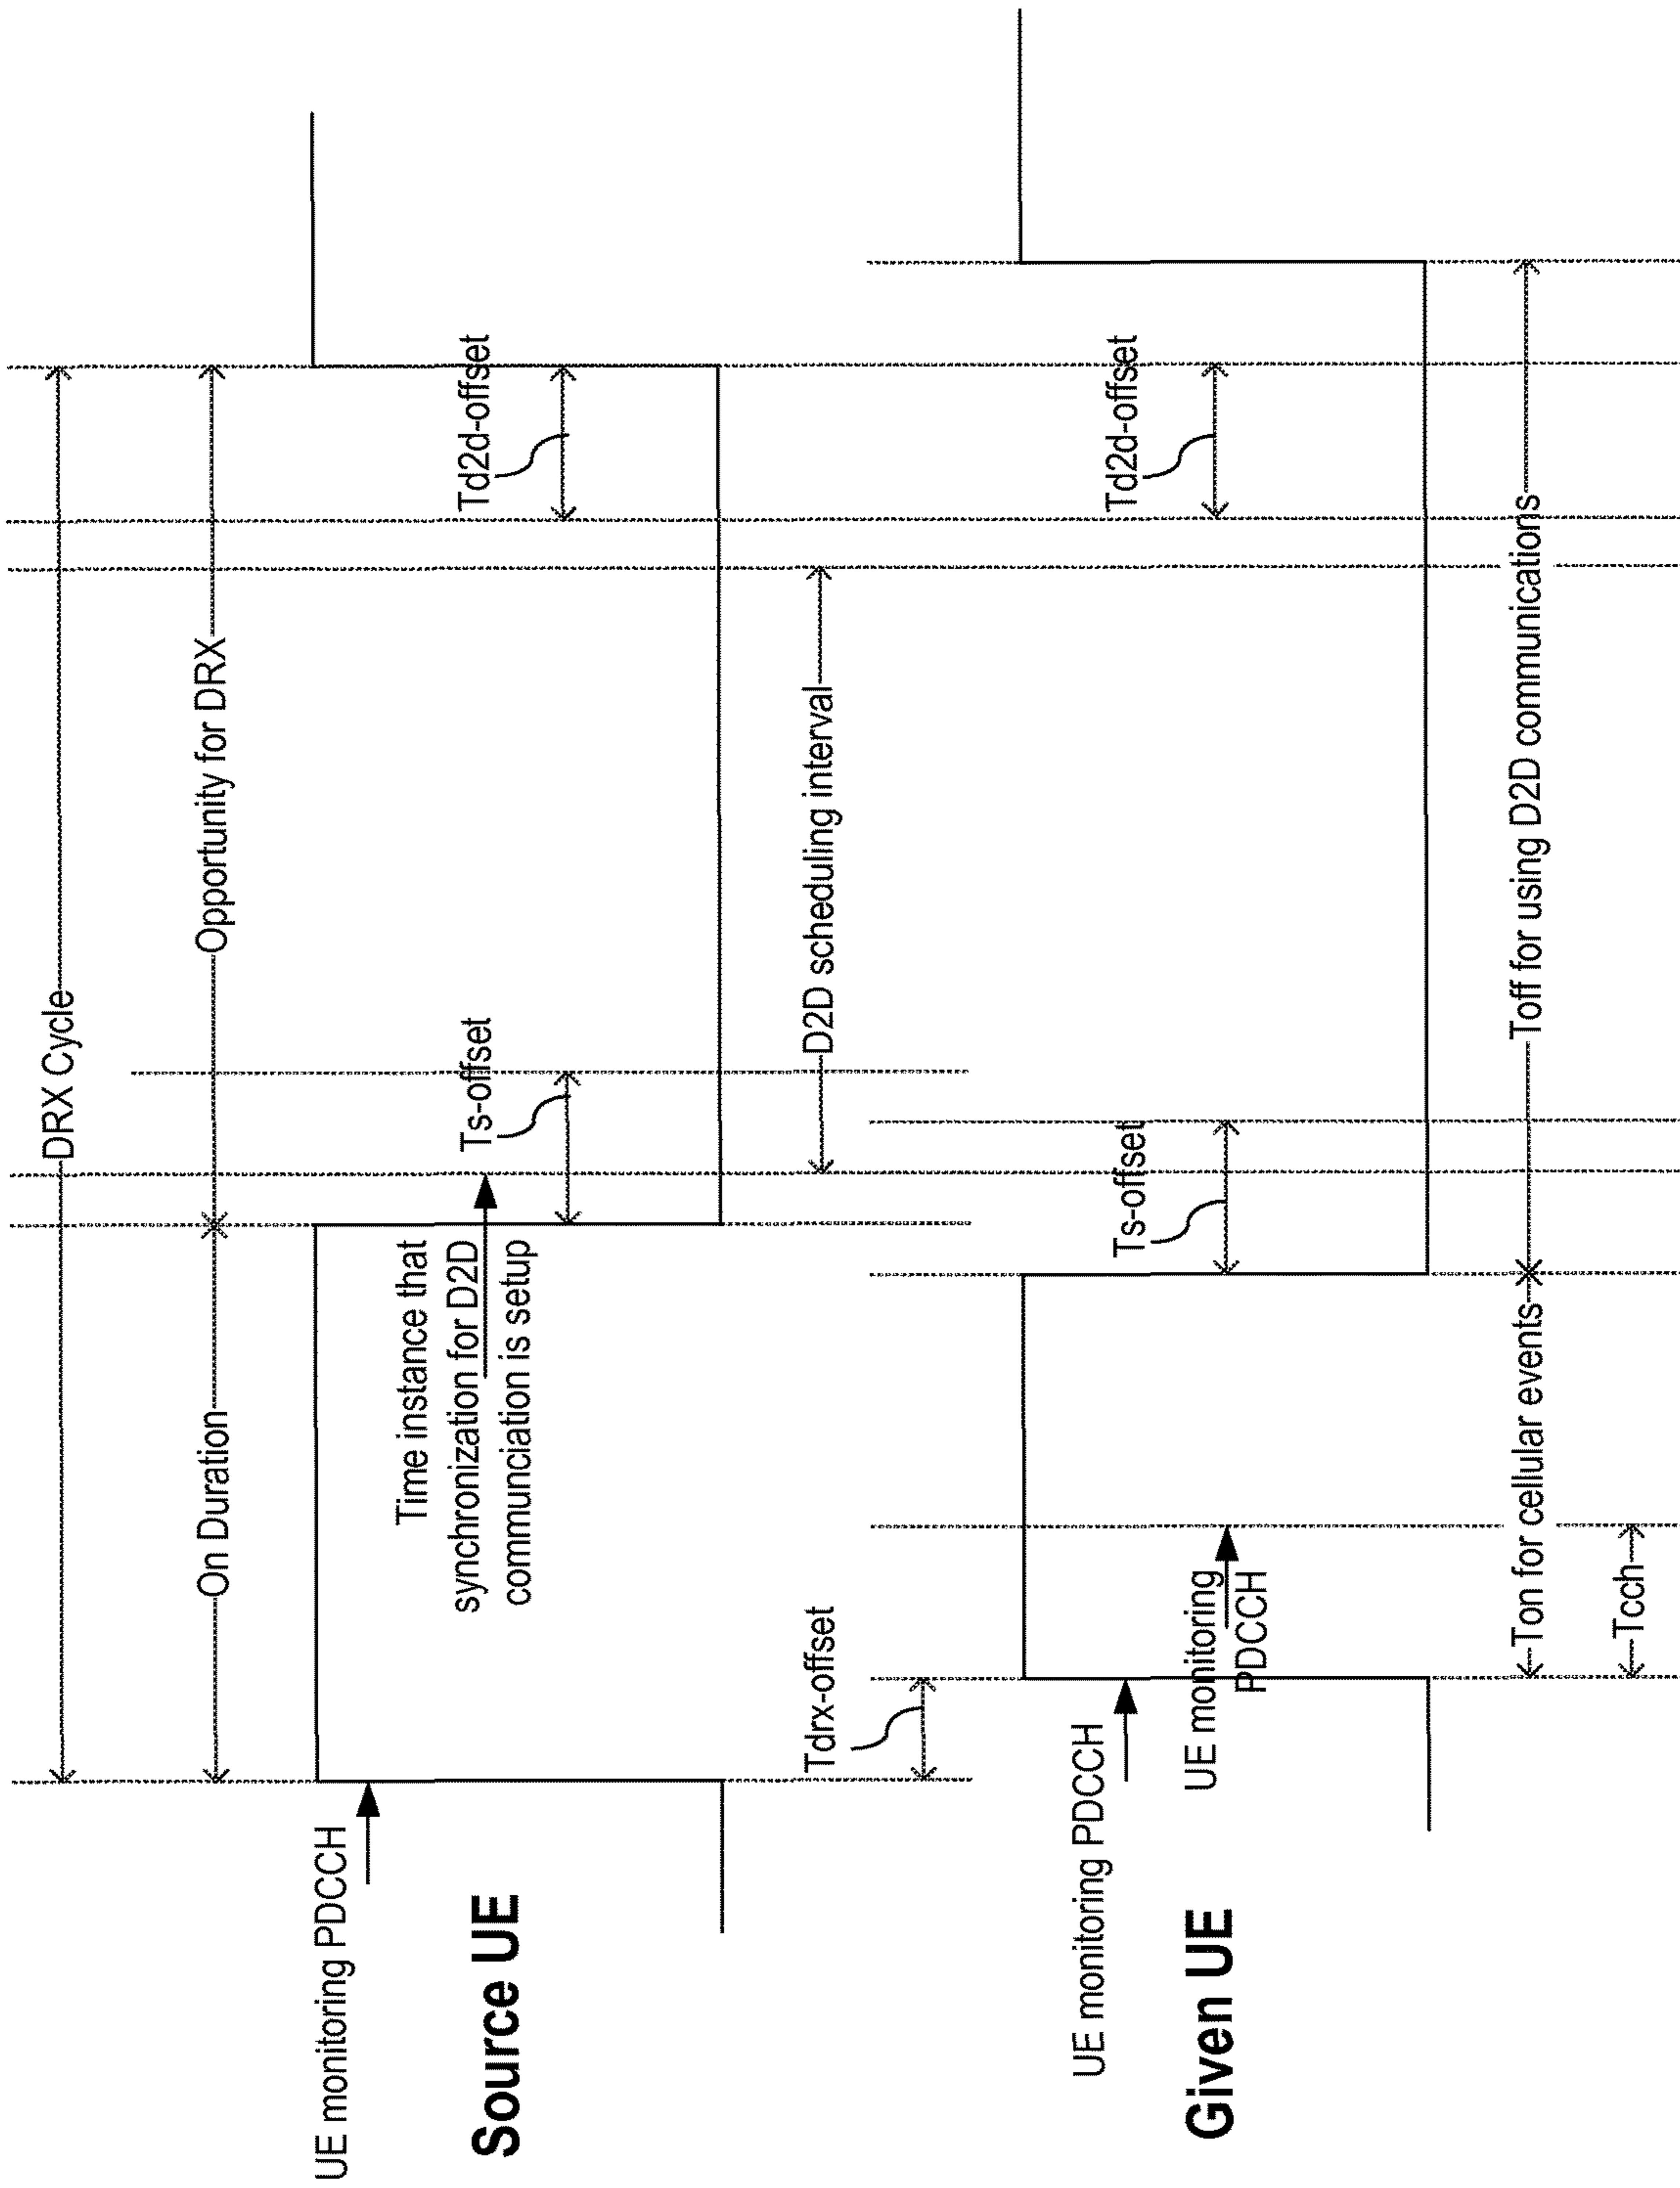 DRX Cycle
On Duration
Opportunity for DRX
UE monitoring PDCCH
Source UE
Time instance that
synchronization for D2D
communciation is setup
Ts-offset
Td2d-offset
Tdrx-offset
D2D scheduling interval
UE monitoring PDCCH
Given UE
UE monitoring
PDCCH
Ts-offset
Td2d-offset
Ton for cellular events
Toff for using D2D communications
Tcch